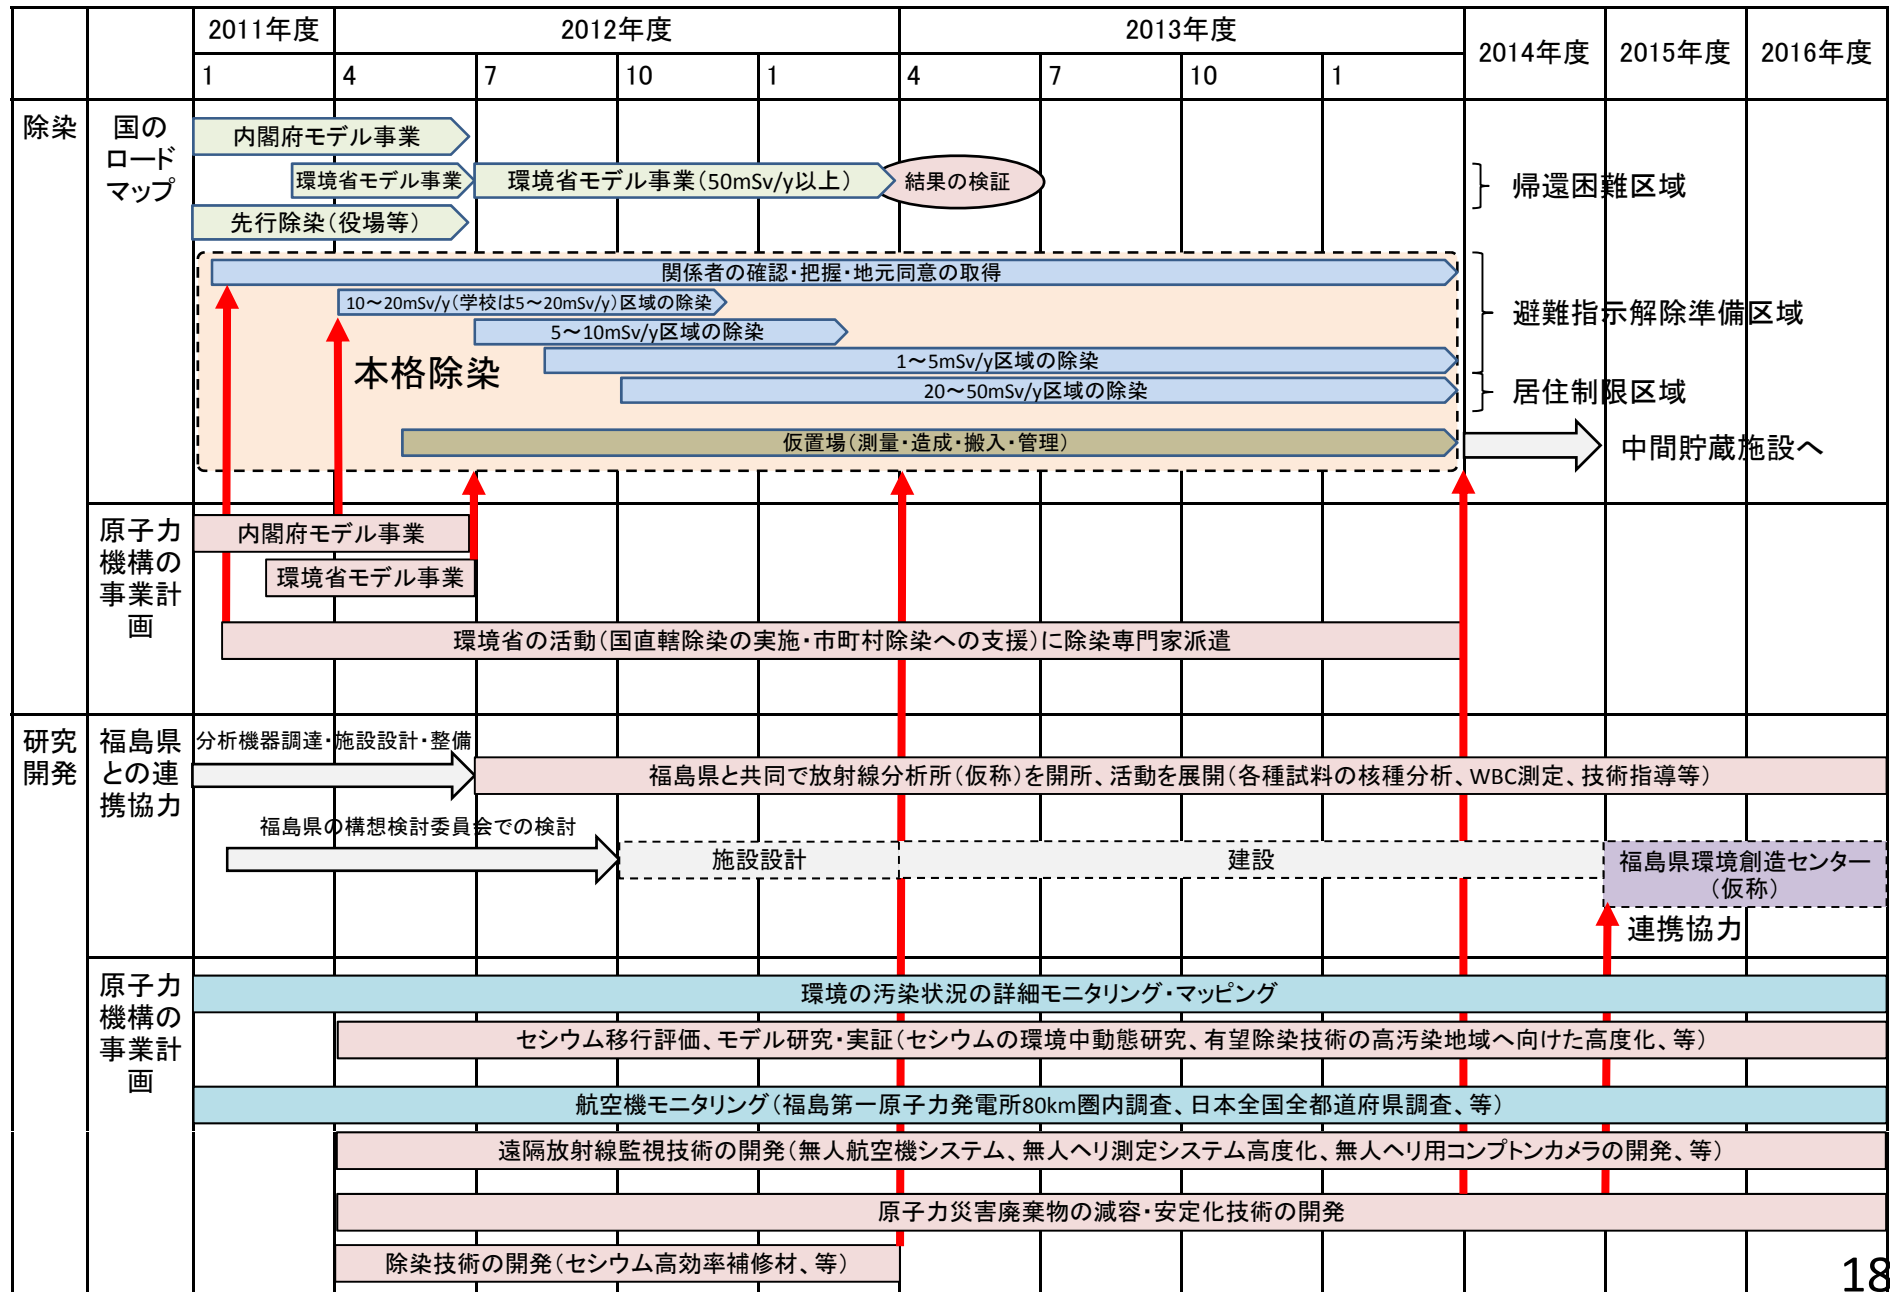 2011年度
2012年度
2013年度
2014年度
2015年度
2016年度
1
4
7
10
1
4
7
10
1
除染
国の
ロード
マップ
内閣府モデル事業
環境省モデル事業
環境省モデル事業(50mSv/y以上)
結果の検証
帰還困難区域
先行除染(役場等)
関係者の確認・把握・地元同意の取得
10～20mSv/y(学校は5～20mSv/y)区域の除染
5～10mSv/y区域の除染
避難指示解除準備区域
本格除染
1～5mSv/y区域の除染
20～50mSv/y区域の除染
居住制限区域
仮置場(測量・造成・搬入・管理)
中間貯蔵施設へ
原子力
機構の
事業計
画
内閣府モデル事業
環境省モデル事業
環境省の活動(国直轄除染の実施・市町村除染への支援)に除染専門家派遣
研究
開発
福島県
との連
携協力
分析機器調達・施設設計・整備
福島県と共同で放射線分析所(仮称)を開所、活動を展開(各種試料の核種分析、WBC測定、技術指導等)
福島県の構想検討委員会での検討
施設設計
建設
福島県環境創造センター
(仮称)
連携協力
原子力
機構の
事業計
画
環境の汚染状況の詳細モニタリング・マッピング
セシウム移行評価、モデル研究・実証(セシウムの環境中動態研究、有望除染技術の高汚染地域へ向けた高度化、等)
航空機モニタリング(福島第一原子力発電所80km圏内調査、日本全国全都道府県調査、等)
遠隔放射線監視技術の開発(無人航空機システム、無人ヘリ測定システム高度化、無人ヘリ用コンプトンカメラの開発、等)
原子力災害廃棄物の減容・安定化技術の開発
除染技術の開発(セシウム高効率補修材、等)
18